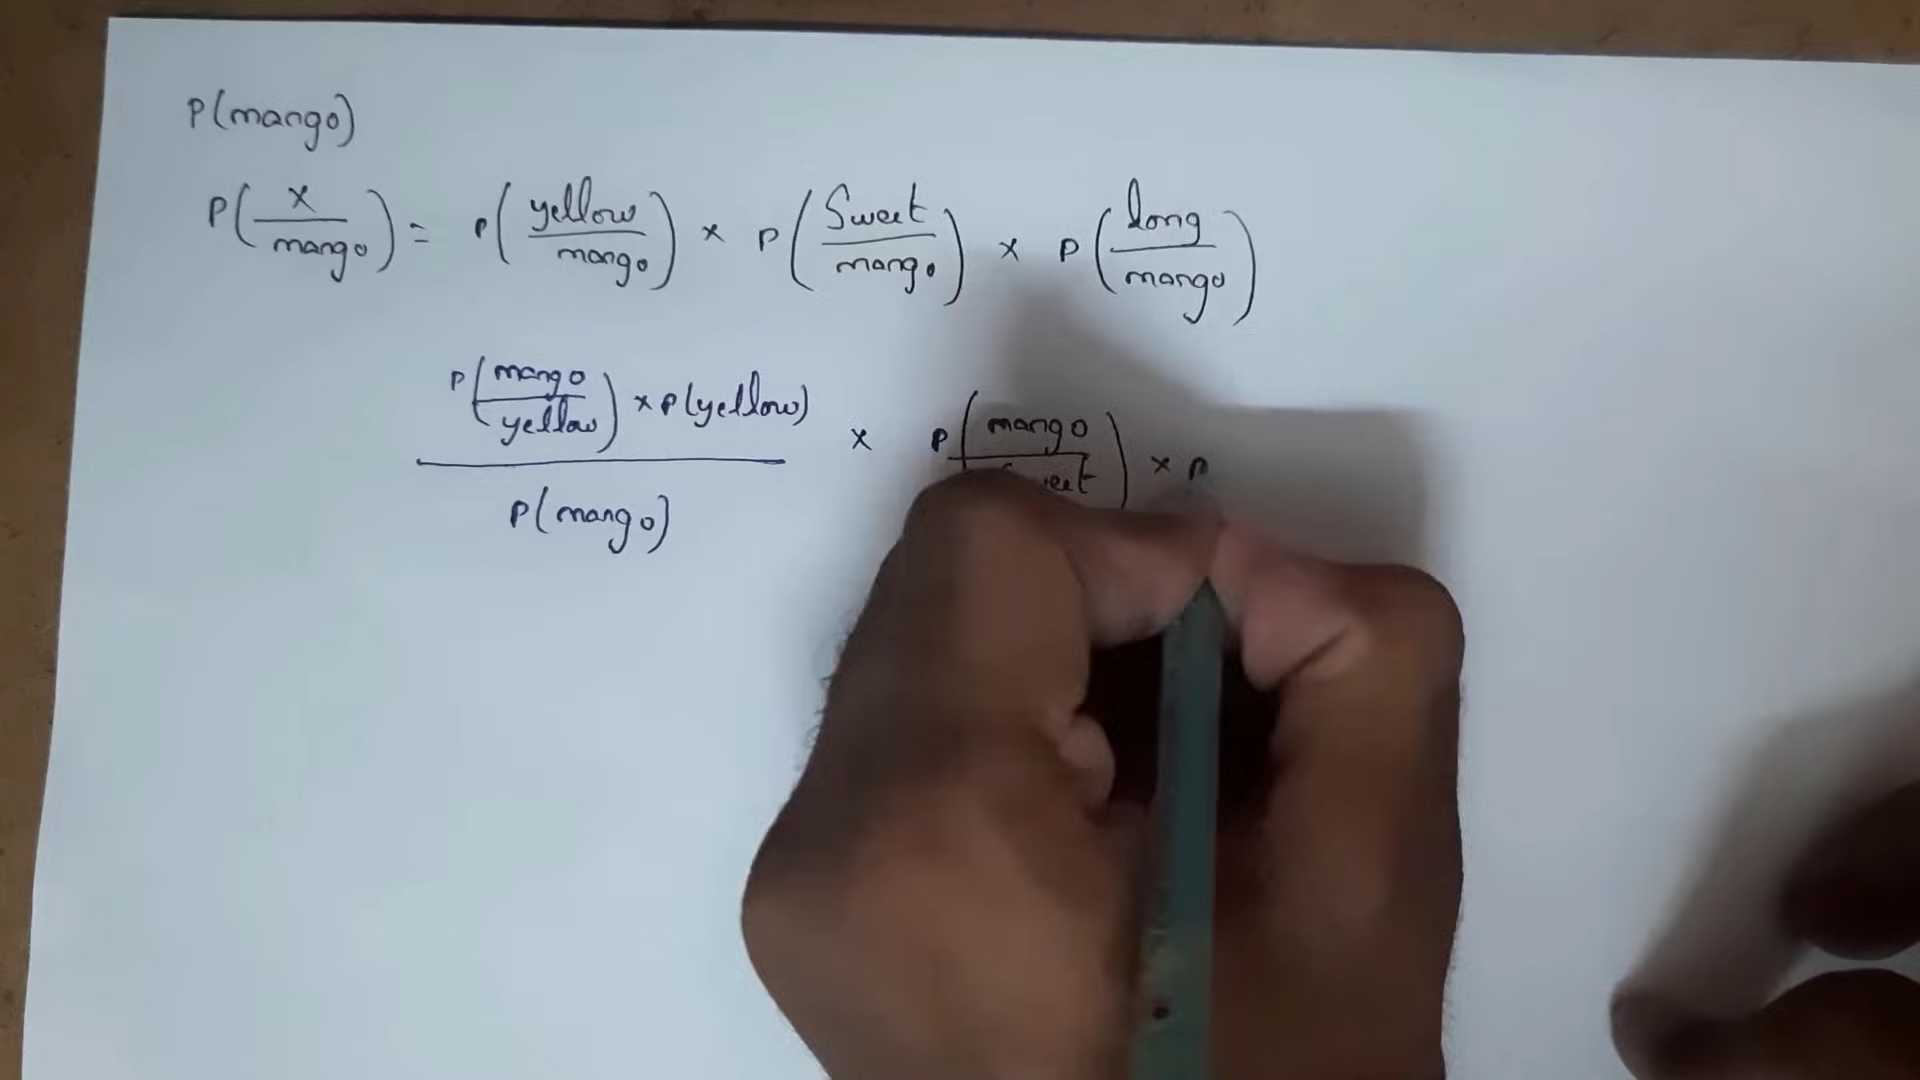 P(mango)
P(x/mango) = P(yellow/mango) x P(Sweet/mango) x P(long/mango)
P(mango/yellow) x P(yellow) x P(mango/ x P
P(mango)